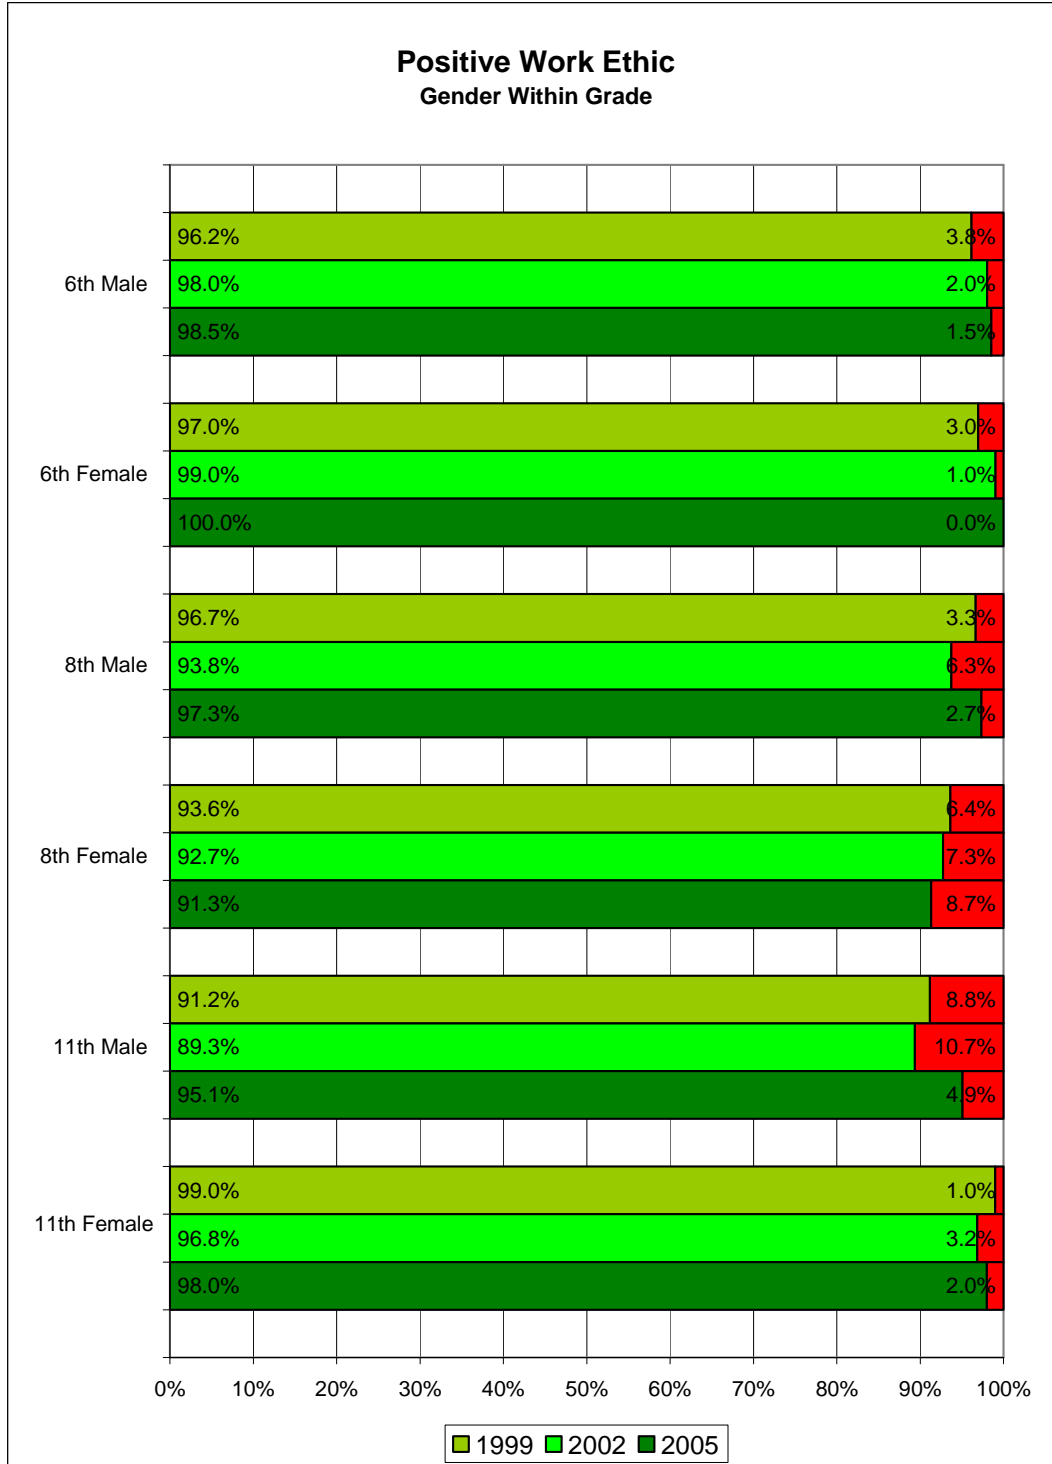 Positive Work Ethic
Gender Within Grade
96.2% 3.8%
6th Male 98.0% 2.0%
98.5% 1.5%
97.0% 3.0%
6th Female 99.0% 1.0%
100.0% 0.0%
96.7% 3.3%
8th Male 93.8% 6.3%
97.3% 2.7%
93.6% 6.4%
8th Female 92.7% 7.3%
91.3% 8.7%
91.2% 8.8%
11th Male 89.3% 10.7%
95.1% 4.9%
99.0% 1.0%
11th Female 96.8% 3.2%
98.0% 2.0%
0% 10% 20% 30% 40% 50% 60% 70% 80% 90% 100%
1999 2002 2005